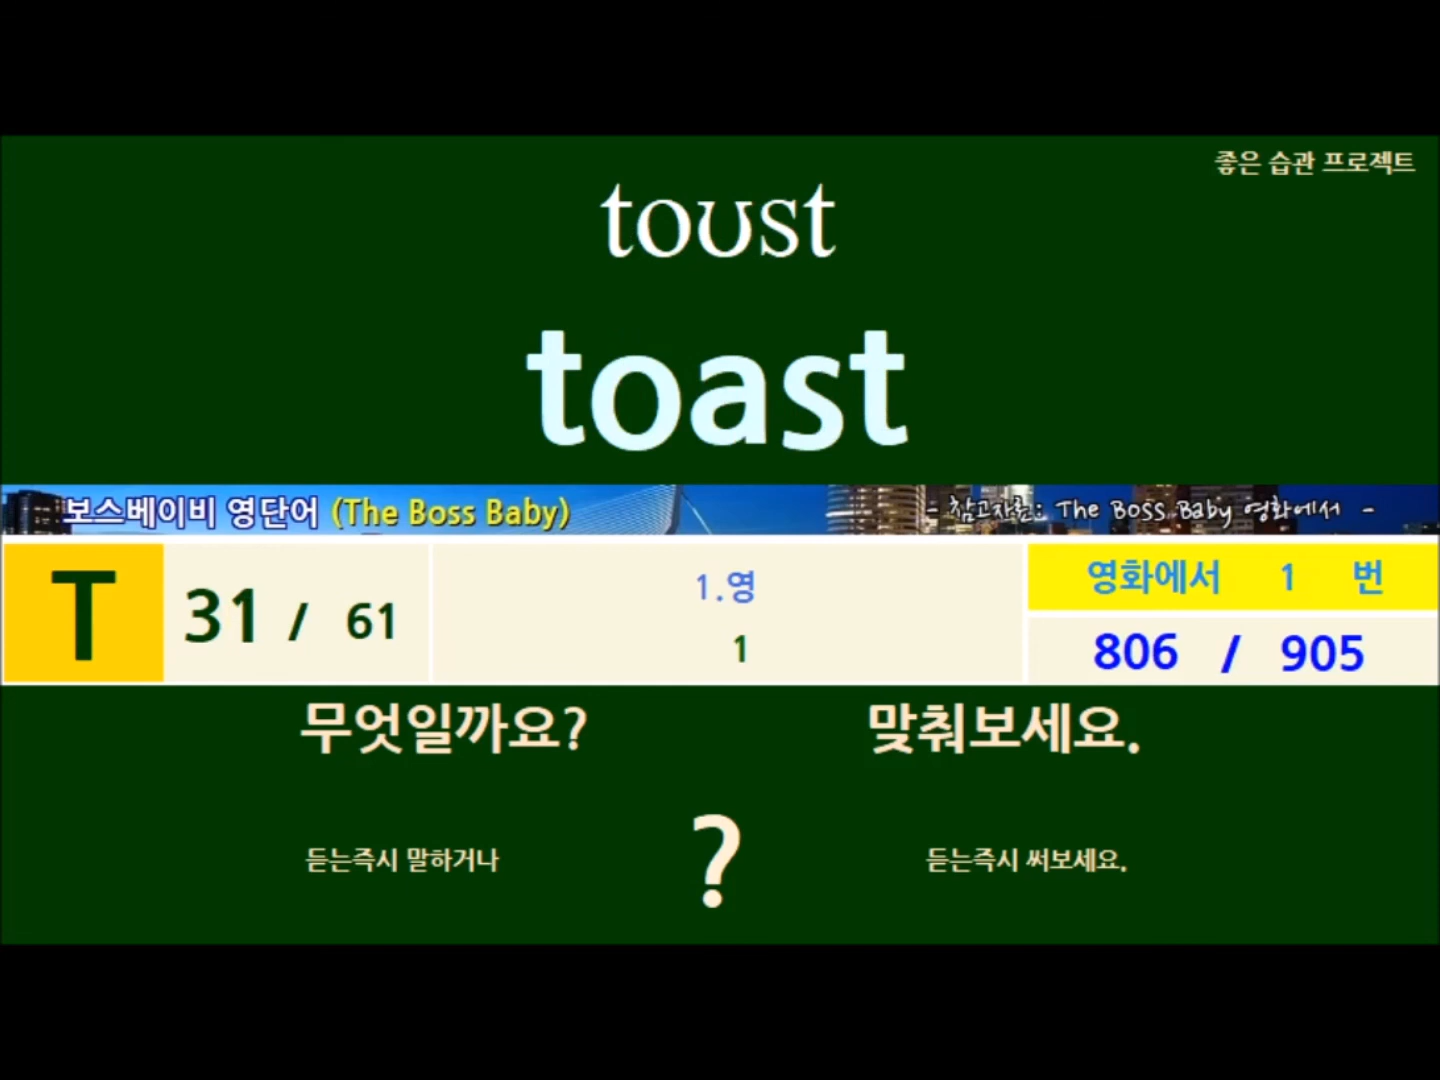 좋은 습관 프로젝트
toʊst
toast
보스베이비 영단어 (The Boss Baby)
- 참고자료: The Boss Baby 영화에서 -
T
31 / 61
1.영
1
영화에서 1 번
806 / 905
무엇일까요? 맞춰보세요.
?
듣는즉시 말하거나 듣는즉시 써보세요.